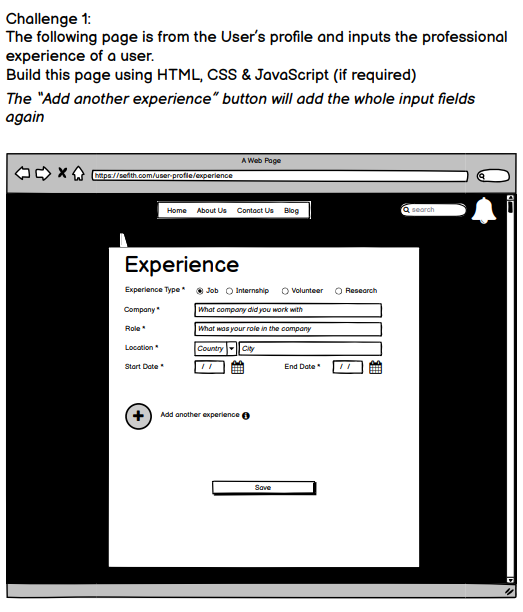 Challenge 1:
The following page is from the User's profile and inputs the professional
experience of a user.
Build this page using HTML, CSS & JavaScript (if required)
The "Add another experience" button will add the whole input fields
again
A Web Page
https://sefith.com/user-profile/experience
Home About Us Contact Us Blog
search
Experience
Experience Type * Job Internship Volunteer Research
Company * What company did you work with
Role * What was your role in the company
Location * Country City
Start Date * / / End Date * / /
Add another experience
Save